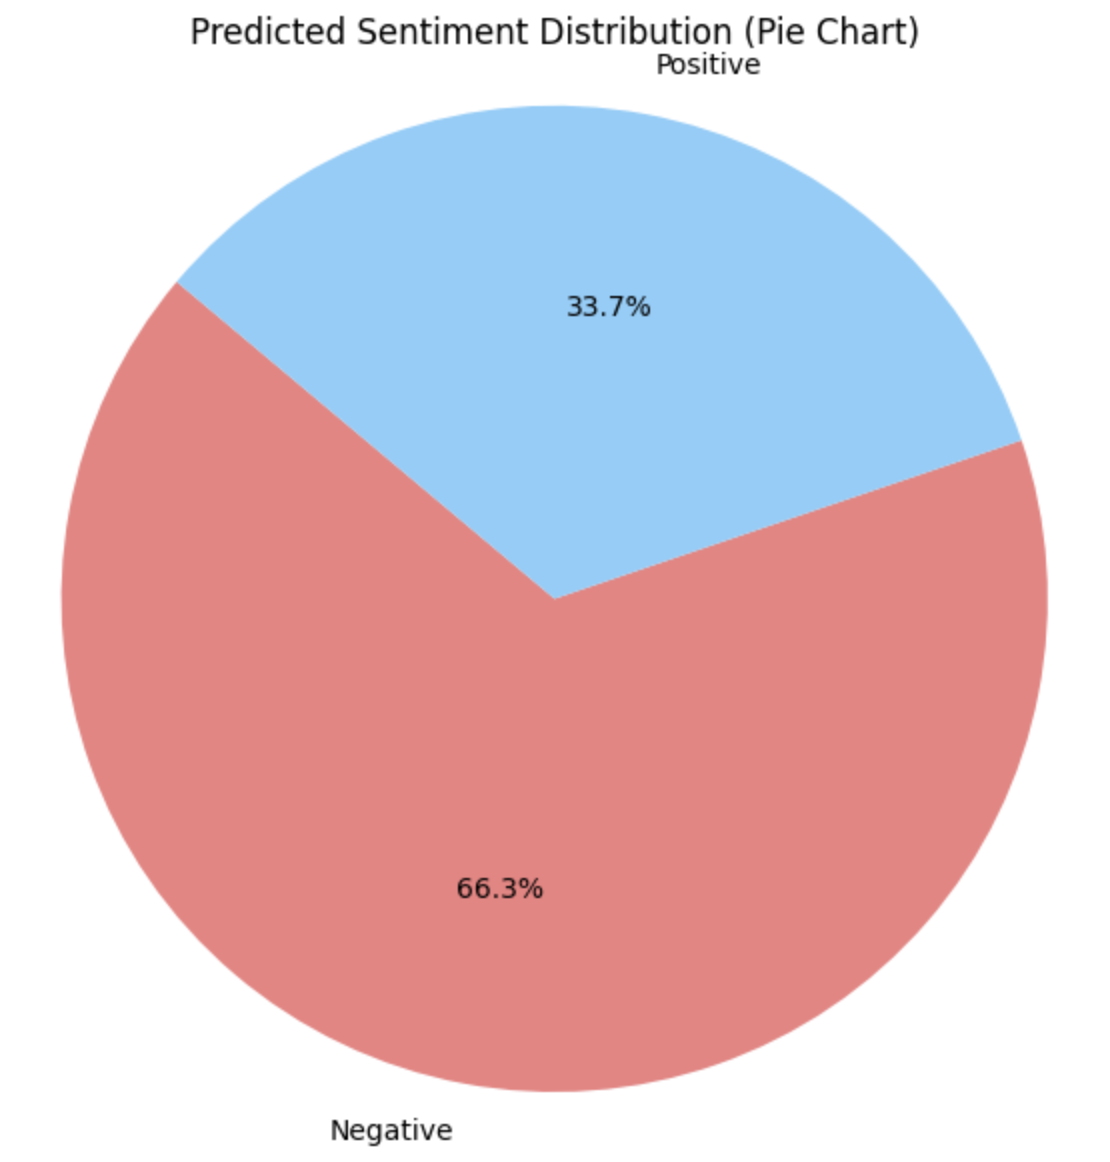 Predicted Sentiment Distribution (Pie Chart)
Positive
33.7%
66.3%
Negative